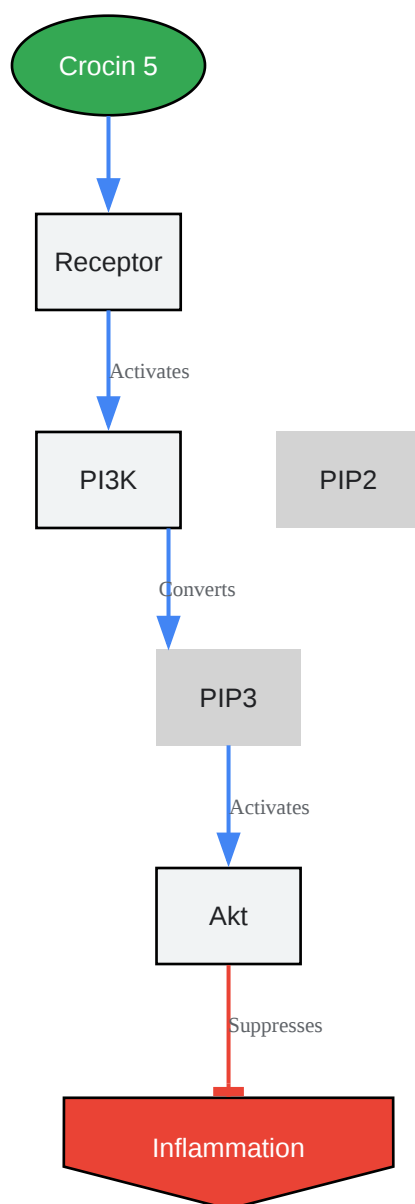 Crocin 5
Receptor
Activates
PI3K
PIP2
Converts
PIP3
Activates
Akt
Suppresses
Inflammation